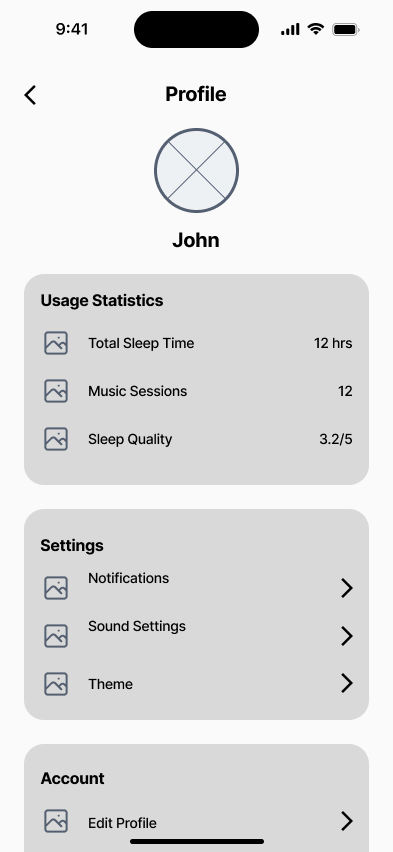 9:41
Profile
John
Usage Statistics
Total Sleep Time 12 hrs
Music Sessions 12
Sleep Quality 3.2/5
Settings
Notifications
Sound Settings
Theme
Account
Edit Profile